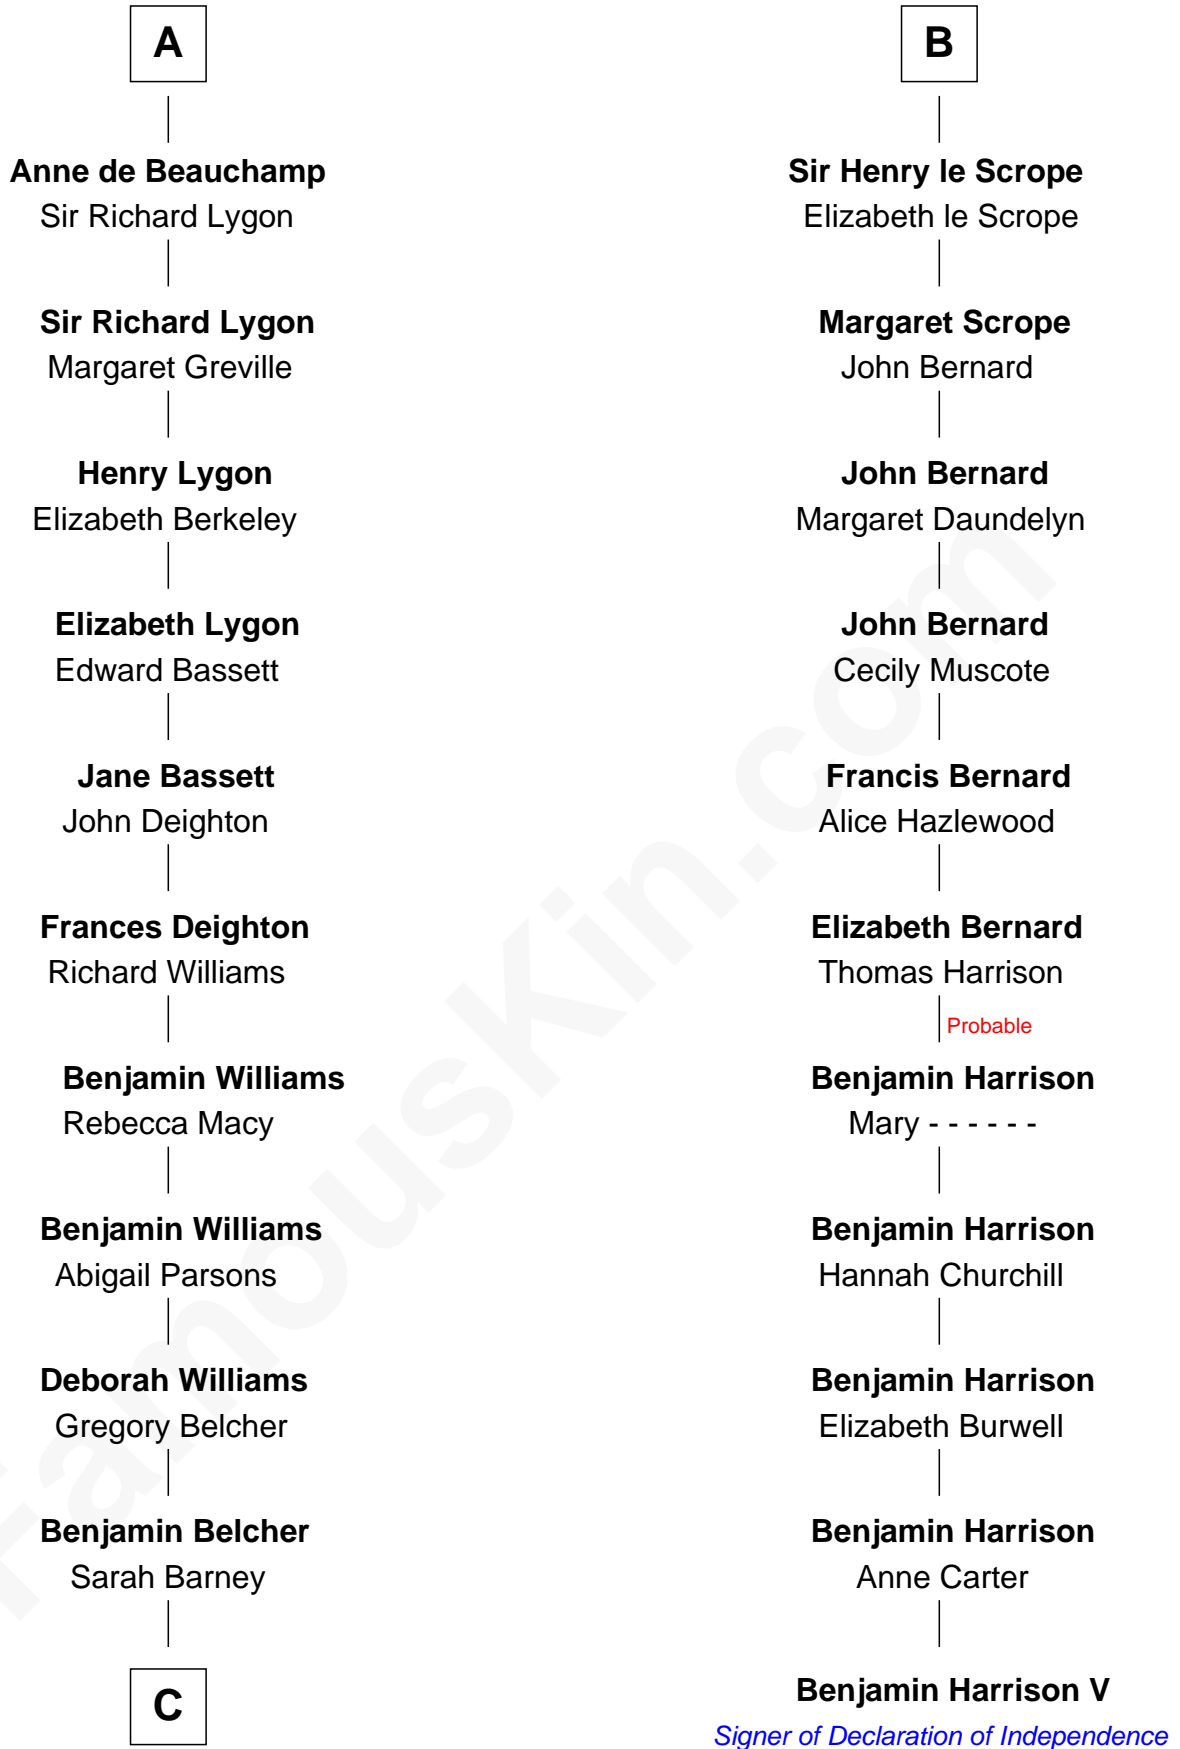 A
Anne de Beauchamp
Sir Richard Lygon
Sir Richard Lygon
Margaret Greville
Henry Lygon
Elizabeth Berkeley
Elizabeth Lygon
Edward Bassett
Jane Bassett
John Deighton
Frances Deighton
Richard Williams
Benjamin Williams
Rebecca Macy
Benjamin Williams
Abigail Parsons
Deborah Williams
Gregory Belcher
Benjamin Belcher
Sarah Barney
C
B
Sir Henry le Scrope
Elizabeth le Scrope
Margaret Scrope
John Bernard
John Bernard
Margaret Daundelyn
John Bernard
Cecily Muscote
Francis Bernard
Alice Hazlewood
Elizabeth Bernard
Thomas Harrison
Probable
Benjamin Harrison
Mary - - - - - -
Benjamin Harrison
Hannah Churchill
Benjamin Harrison
Elizabeth Burwell
Benjamin Harrison
Anne Carter
Benjamin Harrison V
Signer of Declaration of Independence
FamousKin.com